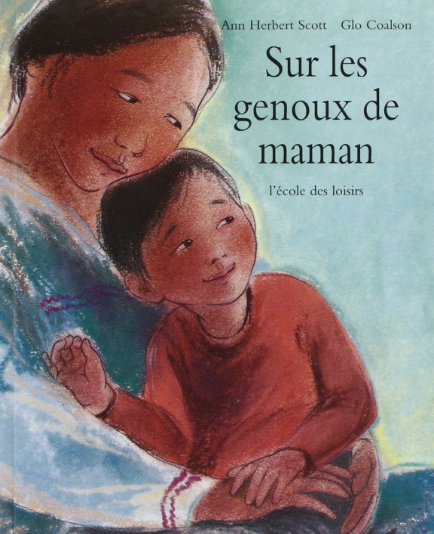 Ann Herbert Scott Glo Coalson
Sur les
genoux de
maman
l'école des loisirs